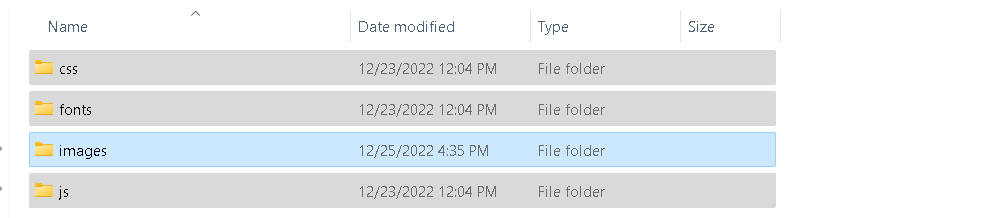 Name Date modified Type Size
css 12/23/2022 12:04 PM File folder
fonts 12/23/2022 12:04 PM File folder
images 12/25/2022 4:35 PM File folder
js 12/23/2022 12:04 PM File folder